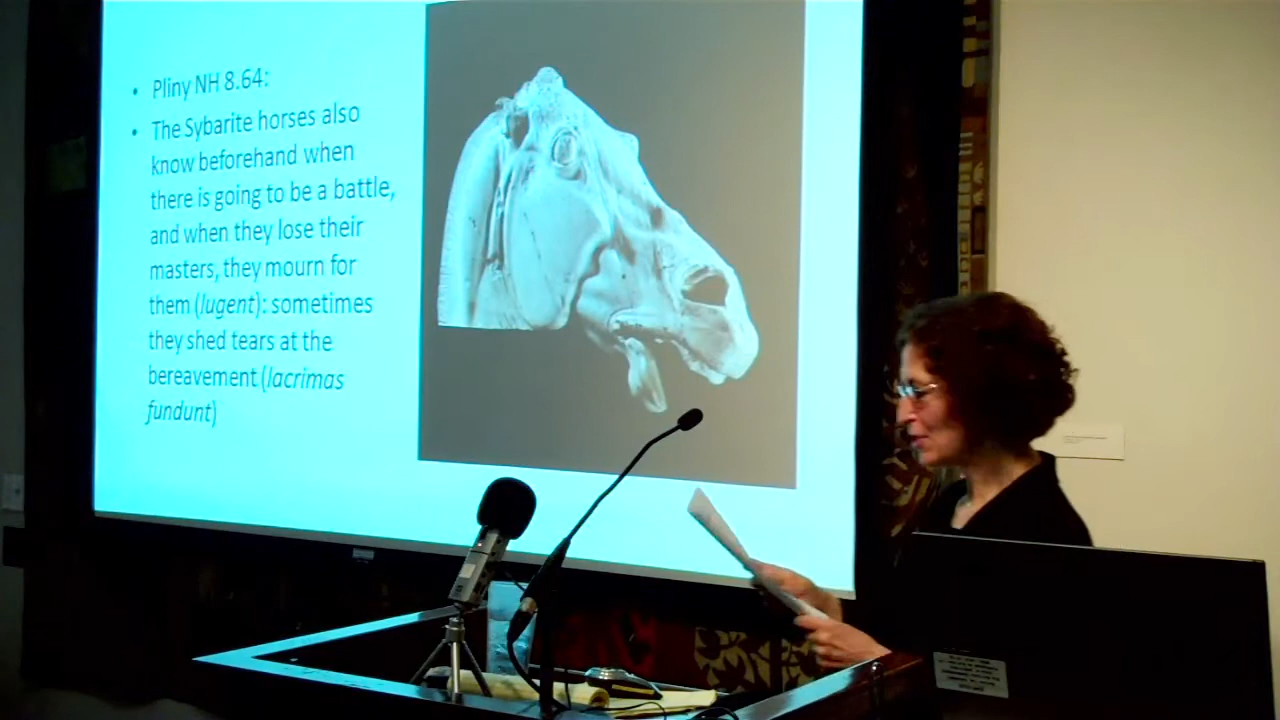 • Pliny NH 8.64:
• The Sybarite horses also
know beforehand when
there is going to be a battle,
and when they lose their
masters, they mourn for
them (lugent): sometimes
they shed tears at the
bereavement (lacrimas
fundunt)